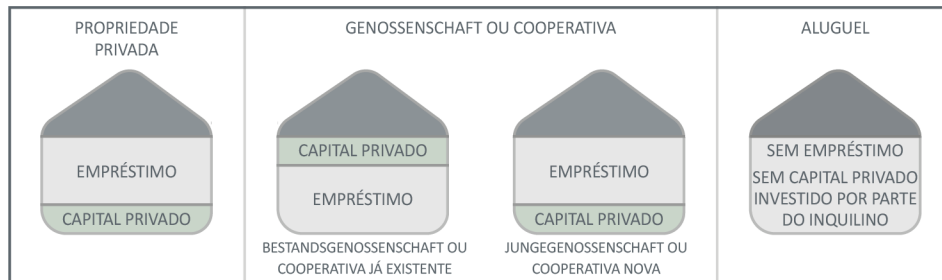 PROPRIEDADE
PRIVADA
EMPRÉSTIMO
CAPITAL PRIVADO
GENOSSENSCHAFT OU COOPERATIVA
CAPITAL PRIVADO
EMPRÉSTIMO
BESTANDSGENOSSENSCHAFT OU
COOPERATIVA JÁ EXISTENTE
EMPRÉSTIMO
CAPITAL PRIVADO
JUNGEGENOSSENSCHAFT OU
COOPERATIVA NOVA
ALUGUEL
SEM EMPRÉSTIMO
SEM CAPITAL PRIVADO
INVESTIDO POR PARTE
DO INQUILINO